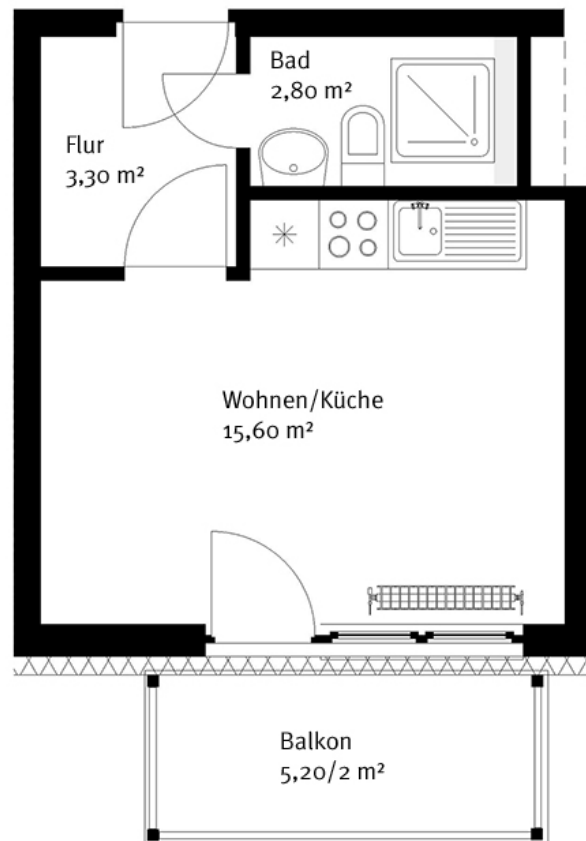 Bad
2,80 m²
Flur
3,30 m²
Wohnen/Küche
15,60 m²
Balkon
5,20/2 m²